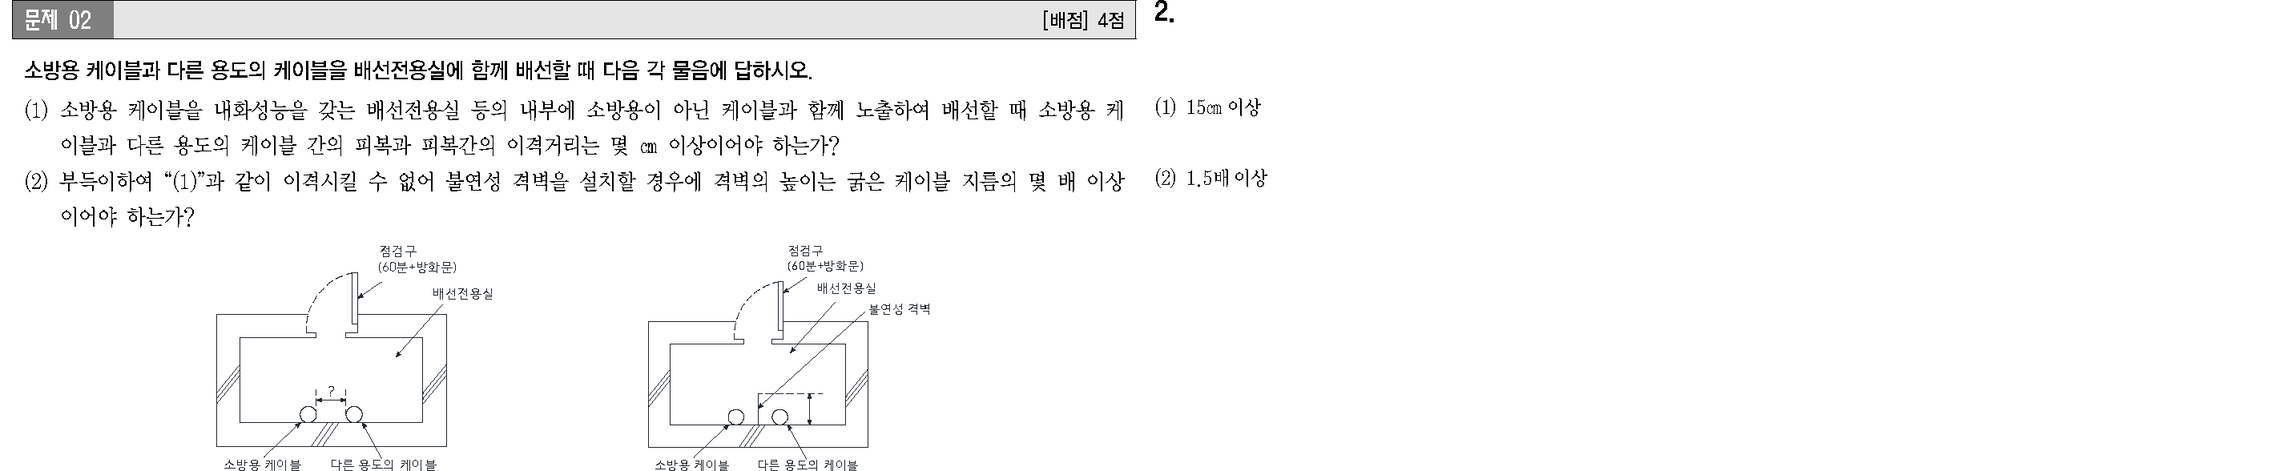 문제 02
[배점] 4점
소방용 케이블과 다른 용도의 케이블을 배선전용실에 함께 배선할 때 다음 각 물음에 답하시오.
(1) 소방용 케이블을 내화성능을 갖는 배선전용실 등의 내부에 소방용이 아닌 케이블과 함께 노출하여 배선할 때 소방용 케
이블과 다른 용도의 케이블 간의 피복과 피복간의 이격거리는 몇 ㎝ 이상이어야 하는가?
(2) 부득이하여 “(1)”과 같이 이격시킬 수 없어 불연성 격벽을 설치할 경우에 격벽의 높이는 굵은 케이블 지름의 몇 배 이상
이어야 하는가?
점검구
(60분+방화문)
배선전용실
?
소방용 케이블
다른 용도의 케이블
점검구
(60분+방화문)
배선전용실
불연성 격벽
소방용 케이블
다른 용도의 케이블
2.
(1) 15㎝ 이상
(2) 1.5배 이상